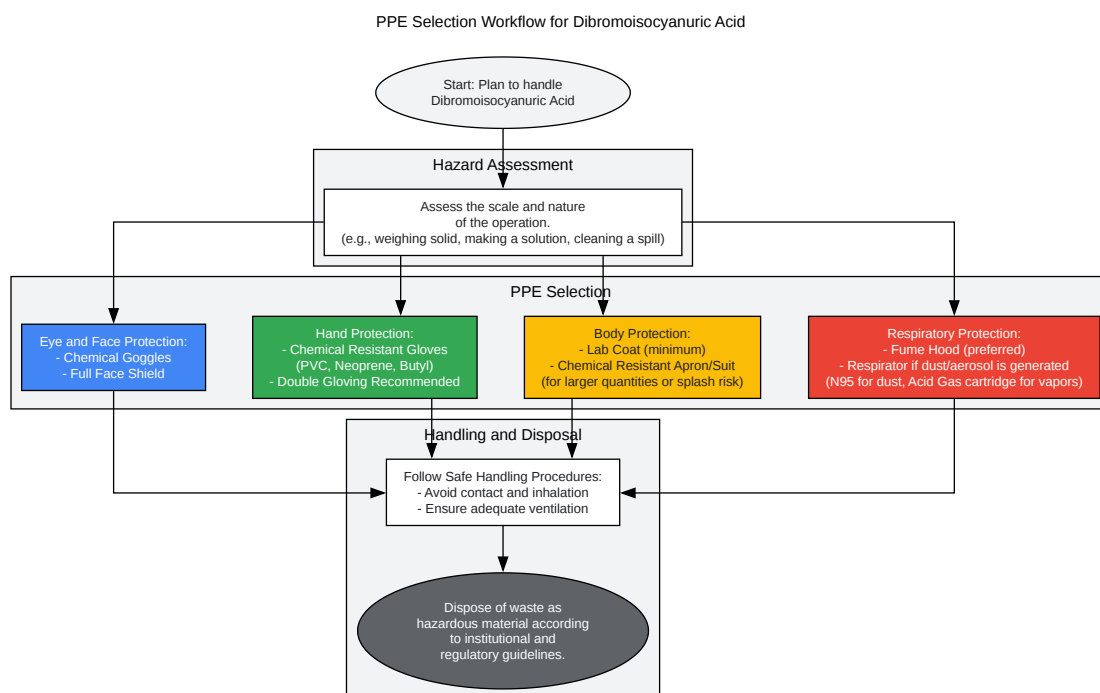 PPE Selection Workflow for Dibromoisocyanuric Acid
Start: Plan to handle
Dibromoisocyanuric Acid
Hazard Assessment
Assess the scale and nature
of the operation.
(e.g., weighing solid, making a solution, cleaning a spill)
PPE Selection
Eye and Face Protection:
- Chemical Goggles
- Full Face Shield
Hand Protection:
- Chemical Resistant Gloves
(PVC, Neoprene, Butyl)
- Double Gloving Recommended
Body Protection:
- Lab Coat (minimum)
- Chemical Resistant Apron/Suit
(for larger quantities or splash risk)
Respiratory Protection:
- Fume Hood (preferred)
- Respirator if dust/aerosol is generated
(N95 for dust, Acid Gas cartridge for vapors)
Handling and Disposal
Follow Safe Handling Procedures:
- Avoid contact and inhalation
- Ensure adequate ventilation
Dispose of waste as
hazardous material according
to institutional and
regulatory guidelines.